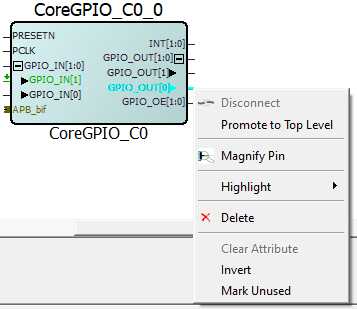 CoreGPIO_C0_0
PRESETN
PCLK
GPIO_IN[1:0]
GPIO_IN[1]
GPIO_IN[0]
APB_bif
INT[1:0]
GPIO_OUT[1:0]
GPIO_OUT[1]
GPIO_OUT[0]
GPIO_OE[1:0]
CoreGPIO_C0
Disconnect
Promote to Top Level
Magnify Pin
Highlight
Delete
Clear Attribute
Invert
Mark Unused